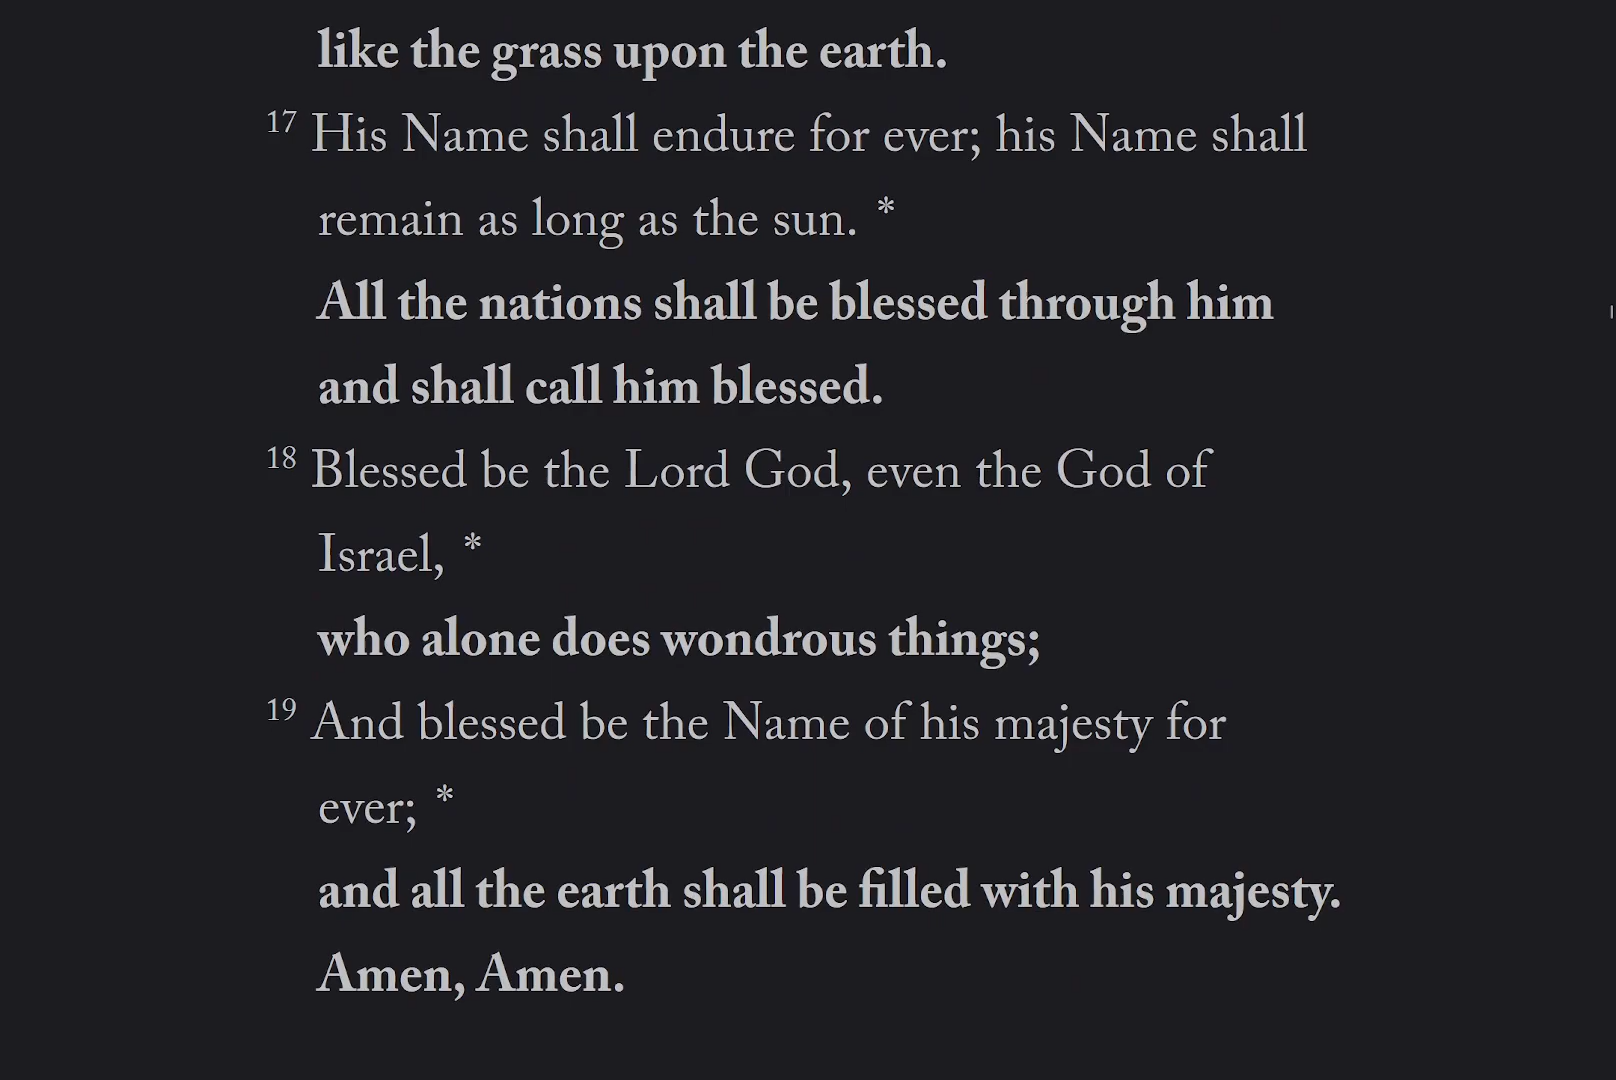 like the grass upon the earth.
17 His Name shall endure for ever; his Name shall
remain as long as the sun. *
All the nations shall be blessed through him
and shall call him blessed.
18 Blessed be the Lord God, even the God of
Israel, *
who alone does wondrous things;
19 And blessed be the Name of his majesty for
ever; *
and all the earth shall be filled with his majesty.
Amen, Amen.